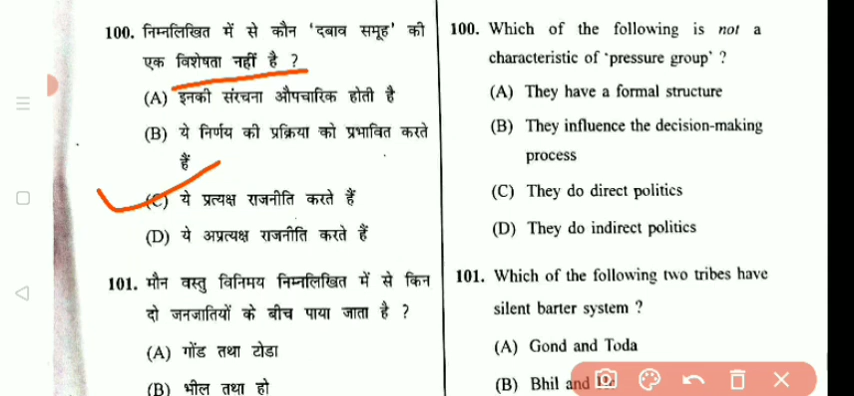 100. निम्नलिखित में से कौन 'दबाव समूह' की
एक विशेषता नहीं है ?
(A) इनकी संरचना औपचारिक होती है
(B) ये निर्णय की प्रक्रिया को प्रभावित करते
हैं
(C) ये प्रत्यक्ष राजनीति करते हैं
(D) ये अप्रत्यक्ष राजनीति करते हैं
101. मौन वस्तु विनिमय निम्नलिखित में से किन
दो जनजातियों के बीच पाया जाता है ?
(A) गोंड तथा टोडा
(B) भील तथा हो
100. Which of the following is not a
characteristic of 'pressure group' ?
(A) They have a formal structure
(B) They influence the decision-making
process
(C) They do direct politics
(D) They do indirect politics
101. Which of the following two tribes have
silent barter system ?
(A) Gond and Toda
(B) Bhil and